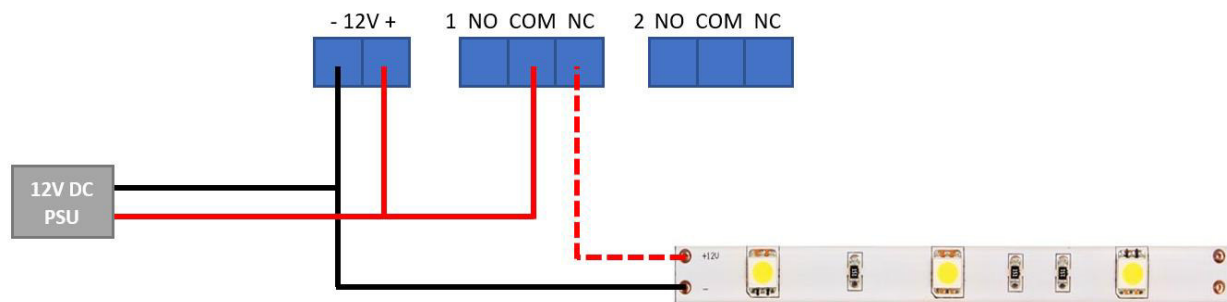 - 12V +
1 NO COM NC
2 NO COM NC
12V DC
PSU
+12V
-